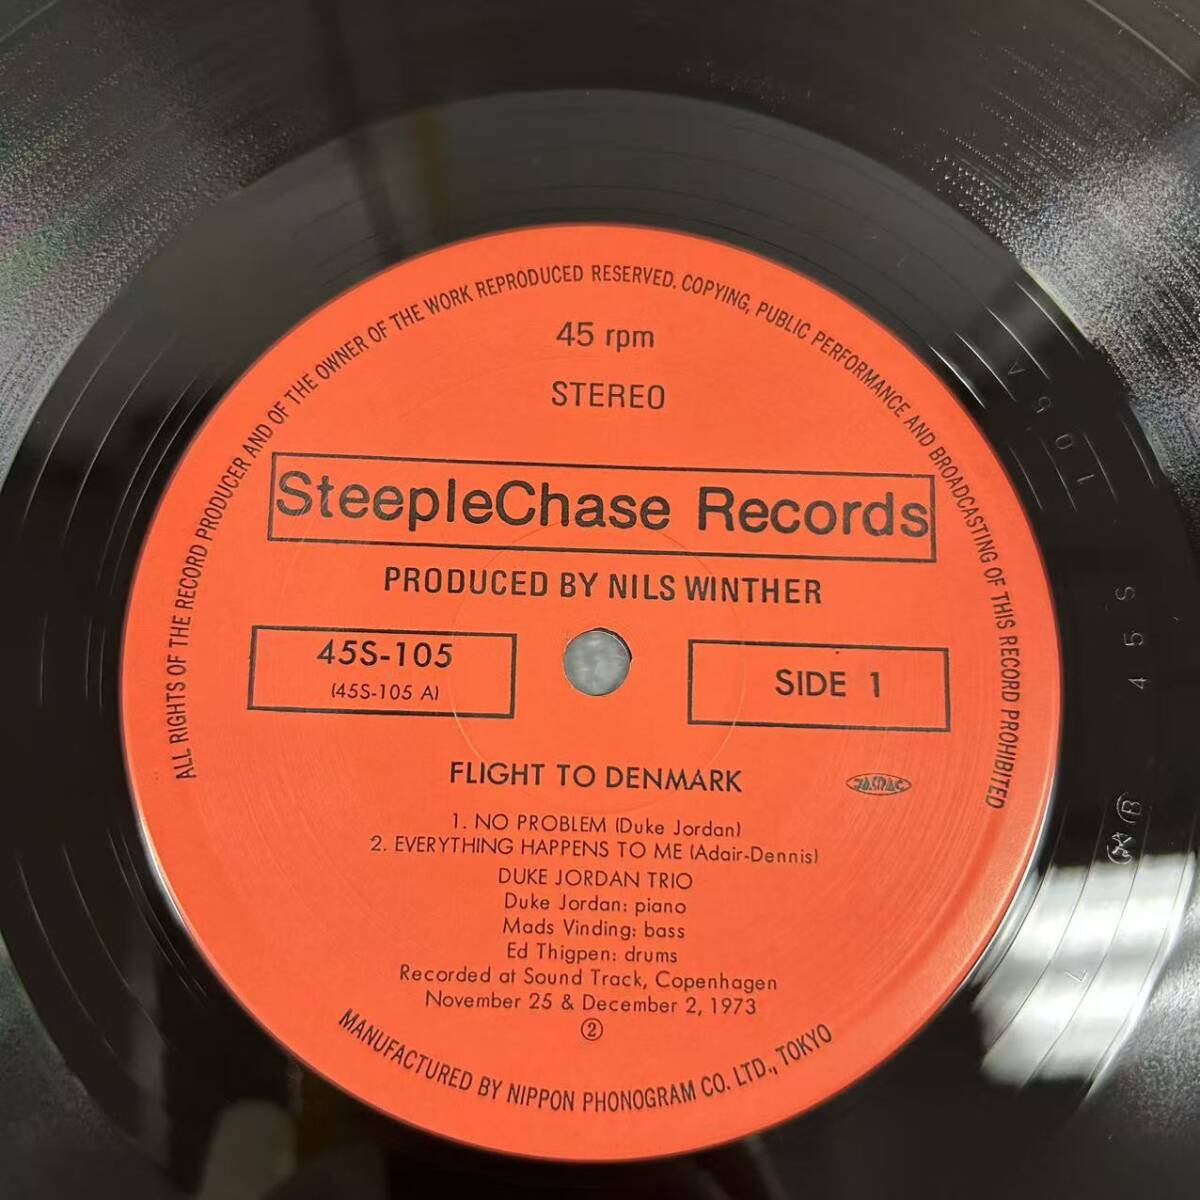 ALL RIGHTS OF THE RECORD PRODUCER AND OF THE OWNER OF THE WORK REPRODUCED RESERVED. COPYING, PUBLIC PERFORMANCE AND BROADCASTING OF THIS RECORD PROHIBITED
45 rpm
STEREO
SteepleChase Records
PRODUCED BY NILS WINTHER
45S-105
(45S-105 A)
SIDE 1
FLIGHT TO DENMARK
JASRAC
1. NO PROBLEM (Duke Jordan)
2. EVERYTHING HAPPENS TO ME (Adair-Dennis)
DUKE JORDAN TRIO
Duke Jordan: piano
Mads Vinding: bass
Ed Thigpen: drums
Recorded at Sound Track, Copenhagen
November 25 & December 2, 1973
②
MANUFACTURED BY NIPPON PHONOGRAM CO. LTD., TOKYO
45S 109A